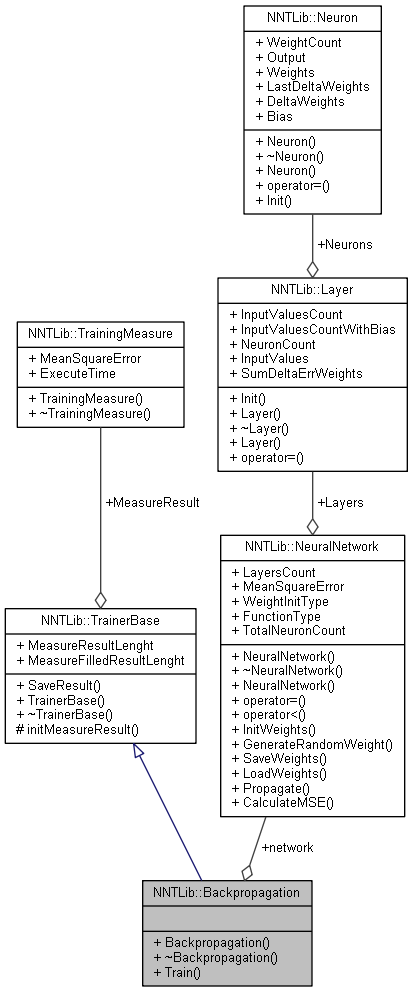 NNTLib::Neuron
+ WeightCount
+ Output
+ Weights
+ LastDeltaWeights
+ DeltaWeights
+ Bias
+ Neuron()
+ ~Neuron()
+ Neuron()
+ operator=()
+ Init()
+Neurons
NNTLib::Layer
+ InputValuesCount
+ InputValuesCountWithBias
+ NeuronCount
+ InputValues
+ SumDeltaErrWeights
+ Init()
+ Layer()
+ ~Layer()
+ Layer()
+ operator=()
NNTLib::TrainingMeasure
+ MeanSquareError
+ ExecuteTime
+ TrainingMeasure()
+ ~TrainingMeasure()
+MeasureResult
+Layers
NNTLib::NeuralNetwork
+ LayersCount
+ MeanSquareError
+ WeightInitType
+ FunctionType
+ TotalNeuronCount
+ NeuralNetwork()
+ ~NeuralNetwork()
+ NeuralNetwork()
+ operator=()
+ operator<()
+ InitWeights()
+ GenerateRandomWeight()
+ SaveWeights()
+ LoadWeights()
+ Propagate()
+ CalculateMSE()
NNTLib::TrainerBase
+ MeasureResultLenght
+ MeasureFilledResultLenght
+ SaveResult()
+ TrainerBase()
+ ~TrainerBase()
# initMeasureResult()
+network
NNTLib::Backpropagation
+ Backpropagation()
+ ~Backpropagation()
+ Train()